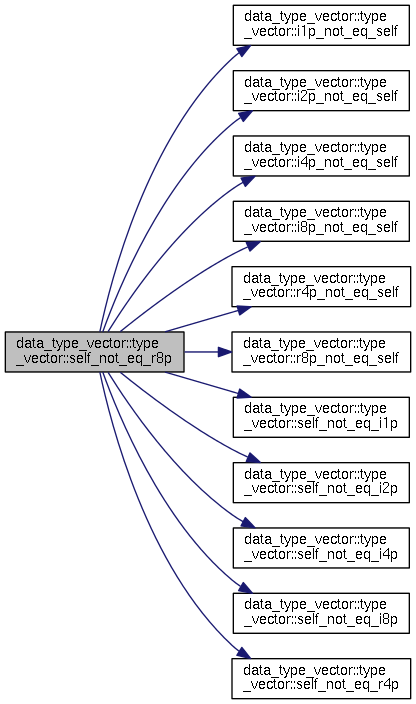 data_type_vector::type
_vector::i1p_not_eq_self
data_type_vector::type
_vector::i2p_not_eq_self
data_type_vector::type
_vector::i4p_not_eq_self
data_type_vector::type
_vector::i8p_not_eq_self
data_type_vector::type
_vector::r4p_not_eq_self
data_type_vector::type
_vector::self_not_eq_r8p
data_type_vector::type
_vector::r8p_not_eq_self
data_type_vector::type
_vector::self_not_eq_i1p
data_type_vector::type
_vector::self_not_eq_i2p
data_type_vector::type
_vector::self_not_eq_i4p
data_type_vector::type
_vector::self_not_eq_i8p
data_type_vector::type
_vector::self_not_eq_r4p